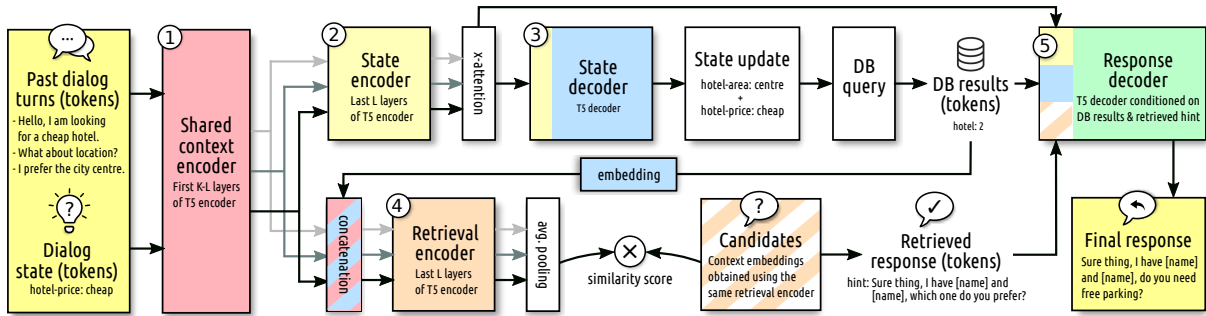 ...
Past dialog
turns (tokens)
- Hello, I am looking
for a cheap hotel.
- What about location?
- I prefer the city centre.
?
Dialog
state (tokens)
hotel-price: cheap
1
Shared
context
encoder
First K-L layers
of T5 encoder
2
State
encoder
Last L layers
of T5 encoder
x-attention
3
State
decoder
T5 decoder
State update
hotel-area: centre
+
hotel-price: cheap
DB
query
DB results
(tokens)
hotel: 2
5
Response
decoder
T5 decoder conditioned on
DB results & retrieved hint
embedding
concatenation
4
Retrieval
encoder
Last L layers
of T5 encoder
avg. pooling
×
similarity score
?
Candidates
Context embeddings
obtained using the
same retrieval encoder
✓
Retrieved
response (tokens)
hint: Sure thing, I have [name] and
[name], which one do you prefer?
Final response
Sure thing, I have [name]
and [name], do you need
free parking?